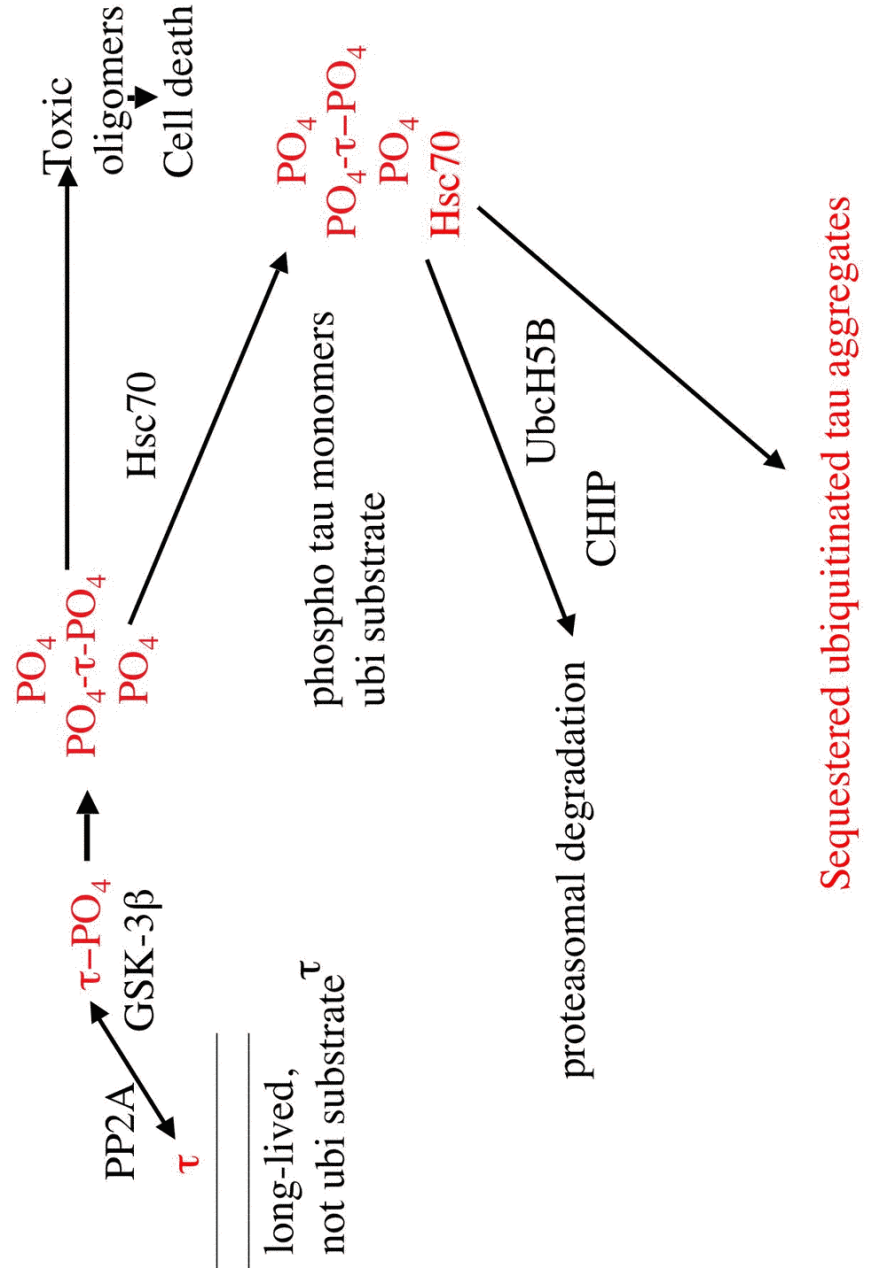 PP2A
τ
τ–PO₄
GSK-3β
long-lived,
not ubi substrate
τ
PO₄
PO₄-τ-PO₄
PO₄
Hsc70
Toxic
oligomers
Cell death
phospho tau monomers
ubi substrate
PO₄
PO₄-τ–PO₄
PO₄
Hsc70
UbcH5B
CHIP
proteasomal degradation
Sequestered ubiquitinated tau aggregates